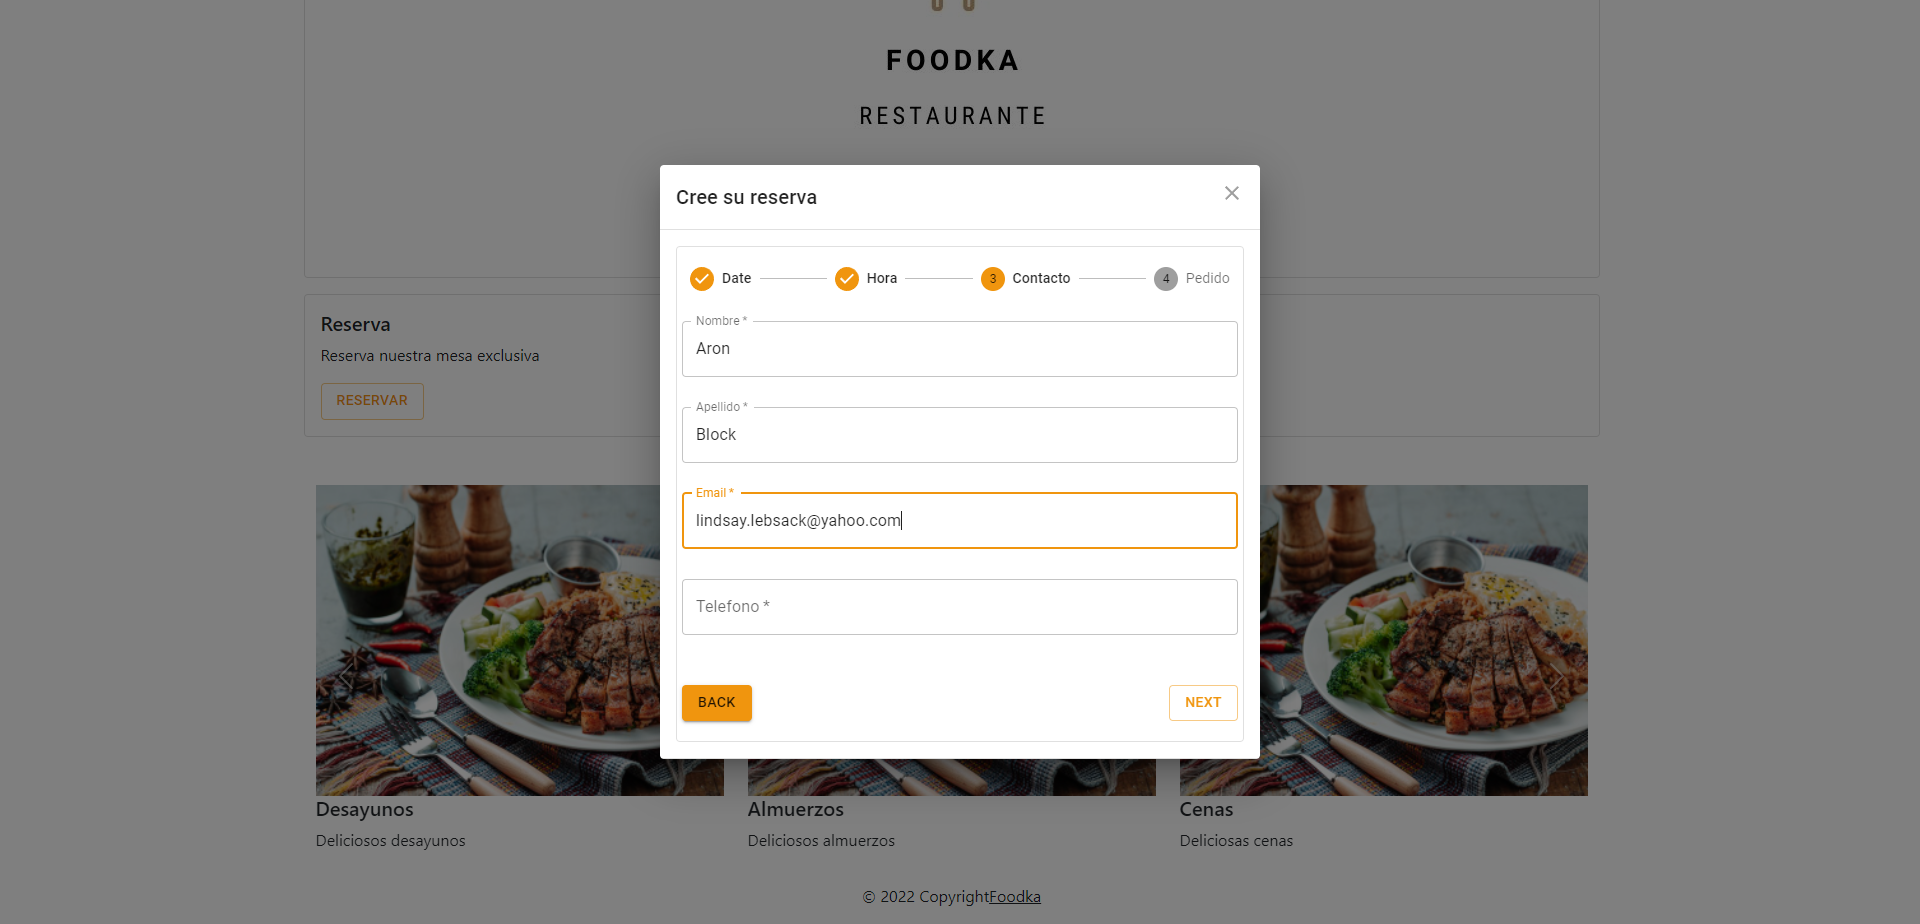 FOODKA
RESTAURANTE
Cree su reserva
Date
Hora
3 Contacto
4 Pedido
Nombre *
Aron
Apellido *
Block
Email *
lindsay.lebsack@yahoo.com
Telefono *
BACK
NEXT
Reserva
Reserva nuestra mesa exclusiva
RESERVAR
Desayunos
Deliciosos desayunos
Almuerzos
Deliciosos almuerzos
Cenas
Deliciosas cenas
© 2022 CopyrightFoodka